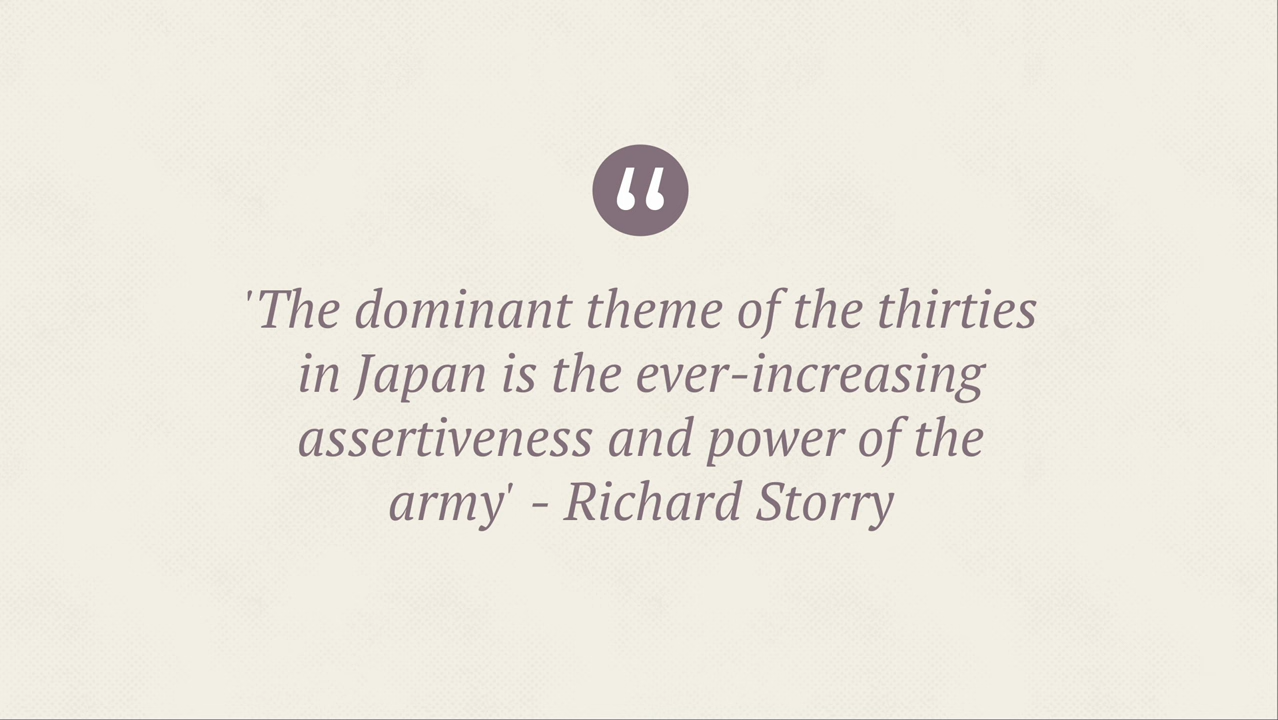 “
'The dominant theme of the thirties
in Japan is the ever-increasing
assertiveness and power of the
army' - Richard Storry